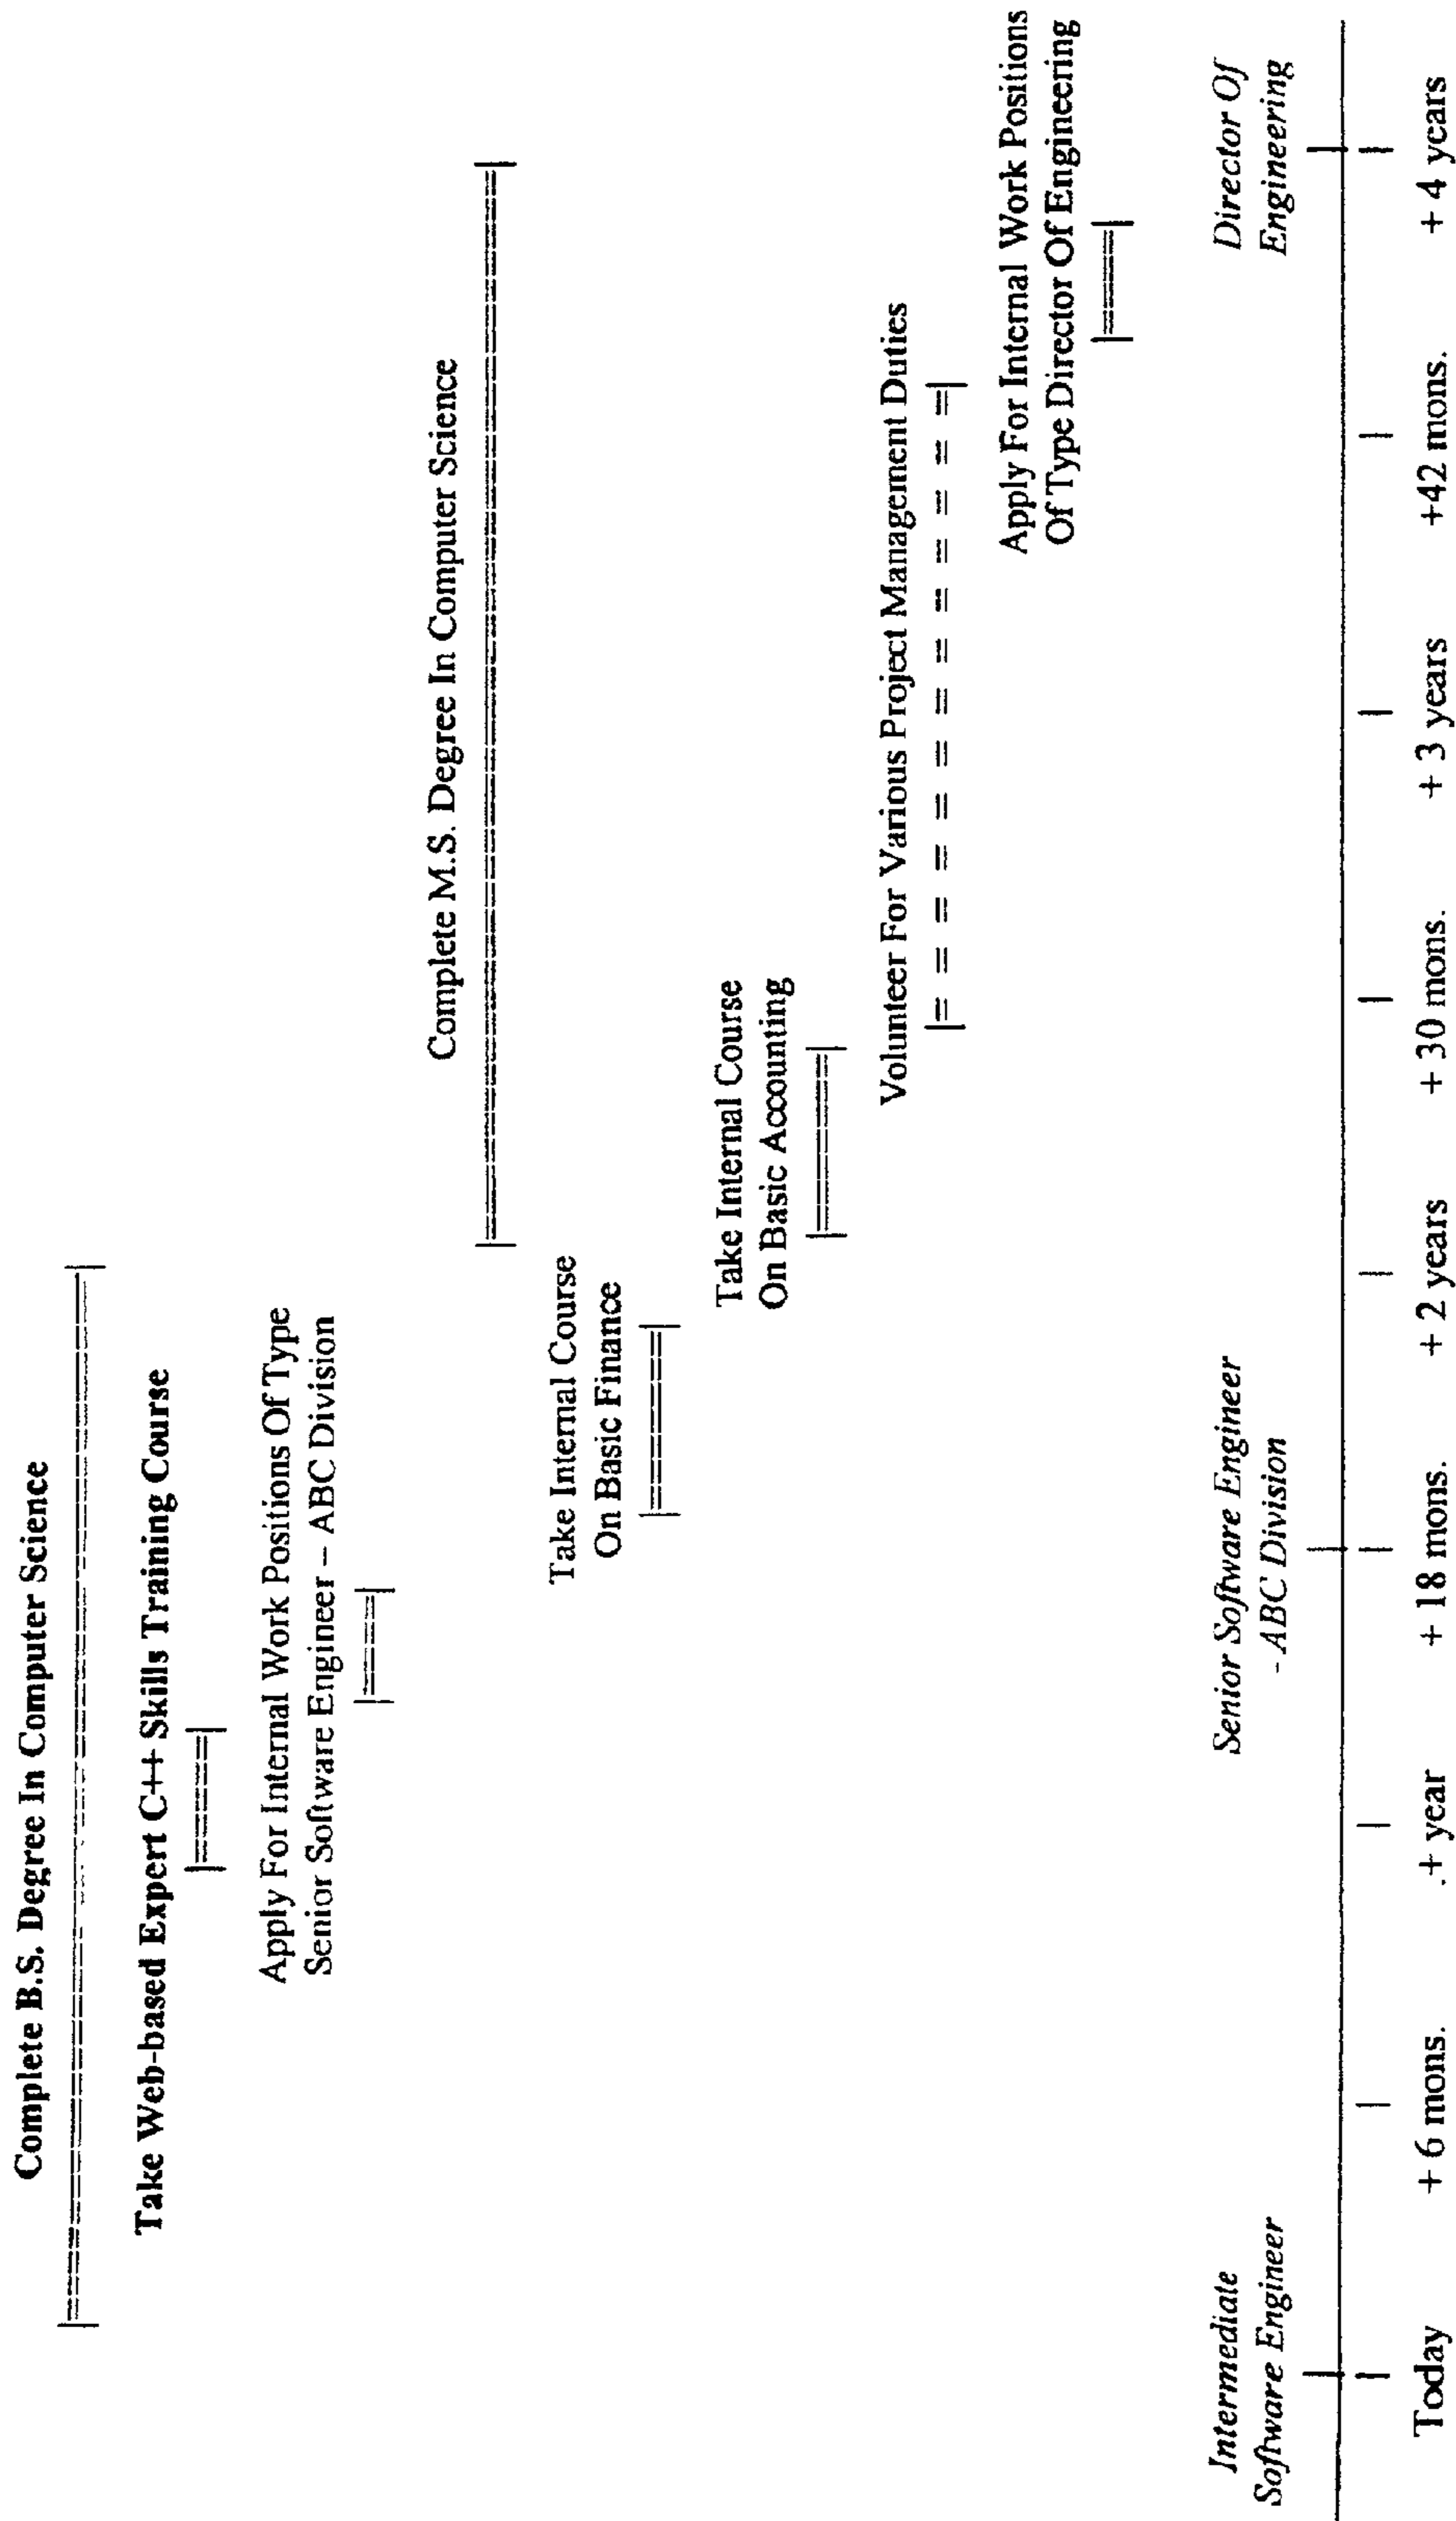 Complete B.S. Degree In Computer Science
Take Web-based Expert C++ Skills Training Course
Apply For Internal Work Positions Of Type
Senior Software Engineer – ABC Division
Complete M.S. Degree In Computer Science
Take Internal Course
On Basic Finance
Take Internal Course
On Basic Accounting
Volunteer For Various Project Management Duties
Apply For Internal Work Positions
Of Type Director Of Engineering
Intermediate
Software Engineer
Senior Software Engineer
- ABC Division
Director Of
Engineering
Today
+ 6 mons.
+ year
+ 18 mons.
+ 2 years
+ 30 mons.
+ 3 years
+42 mons.
+ 4 years